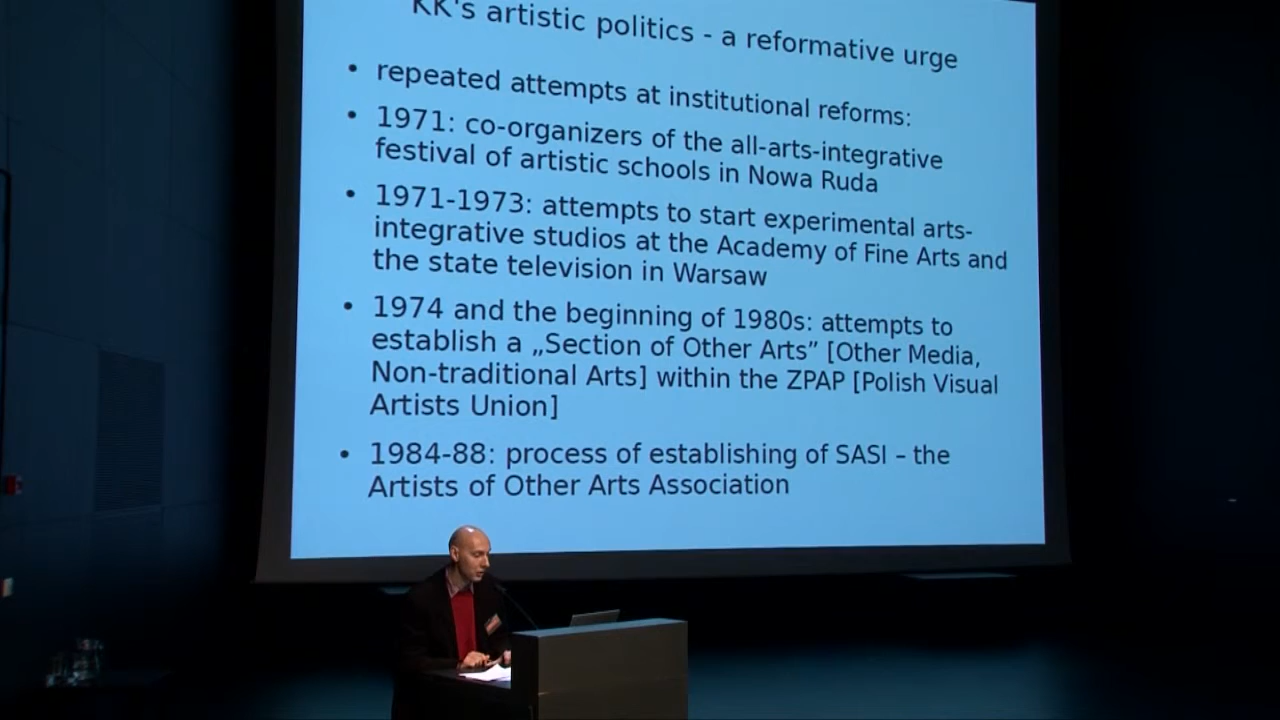 KK's artistic politics - a reformative urge
• repeated attempts at institutional reforms:
• 1971: co-organizers of the all-arts-integrative
festival of artistic schools in Nowa Ruda
• 1971-1973: attempts to start experimental arts-
integrative studios at the Academy of Fine Arts and
the state television in Warsaw
• 1974 and the beginning of 1980s: attempts to
establish a „Section of Other Arts” [Other Media,
Non-traditional Arts] within the ZPAP [Polish Visual
Artists Union]
• 1984-88: process of establishing of SASI – the
Artists of Other Arts Association